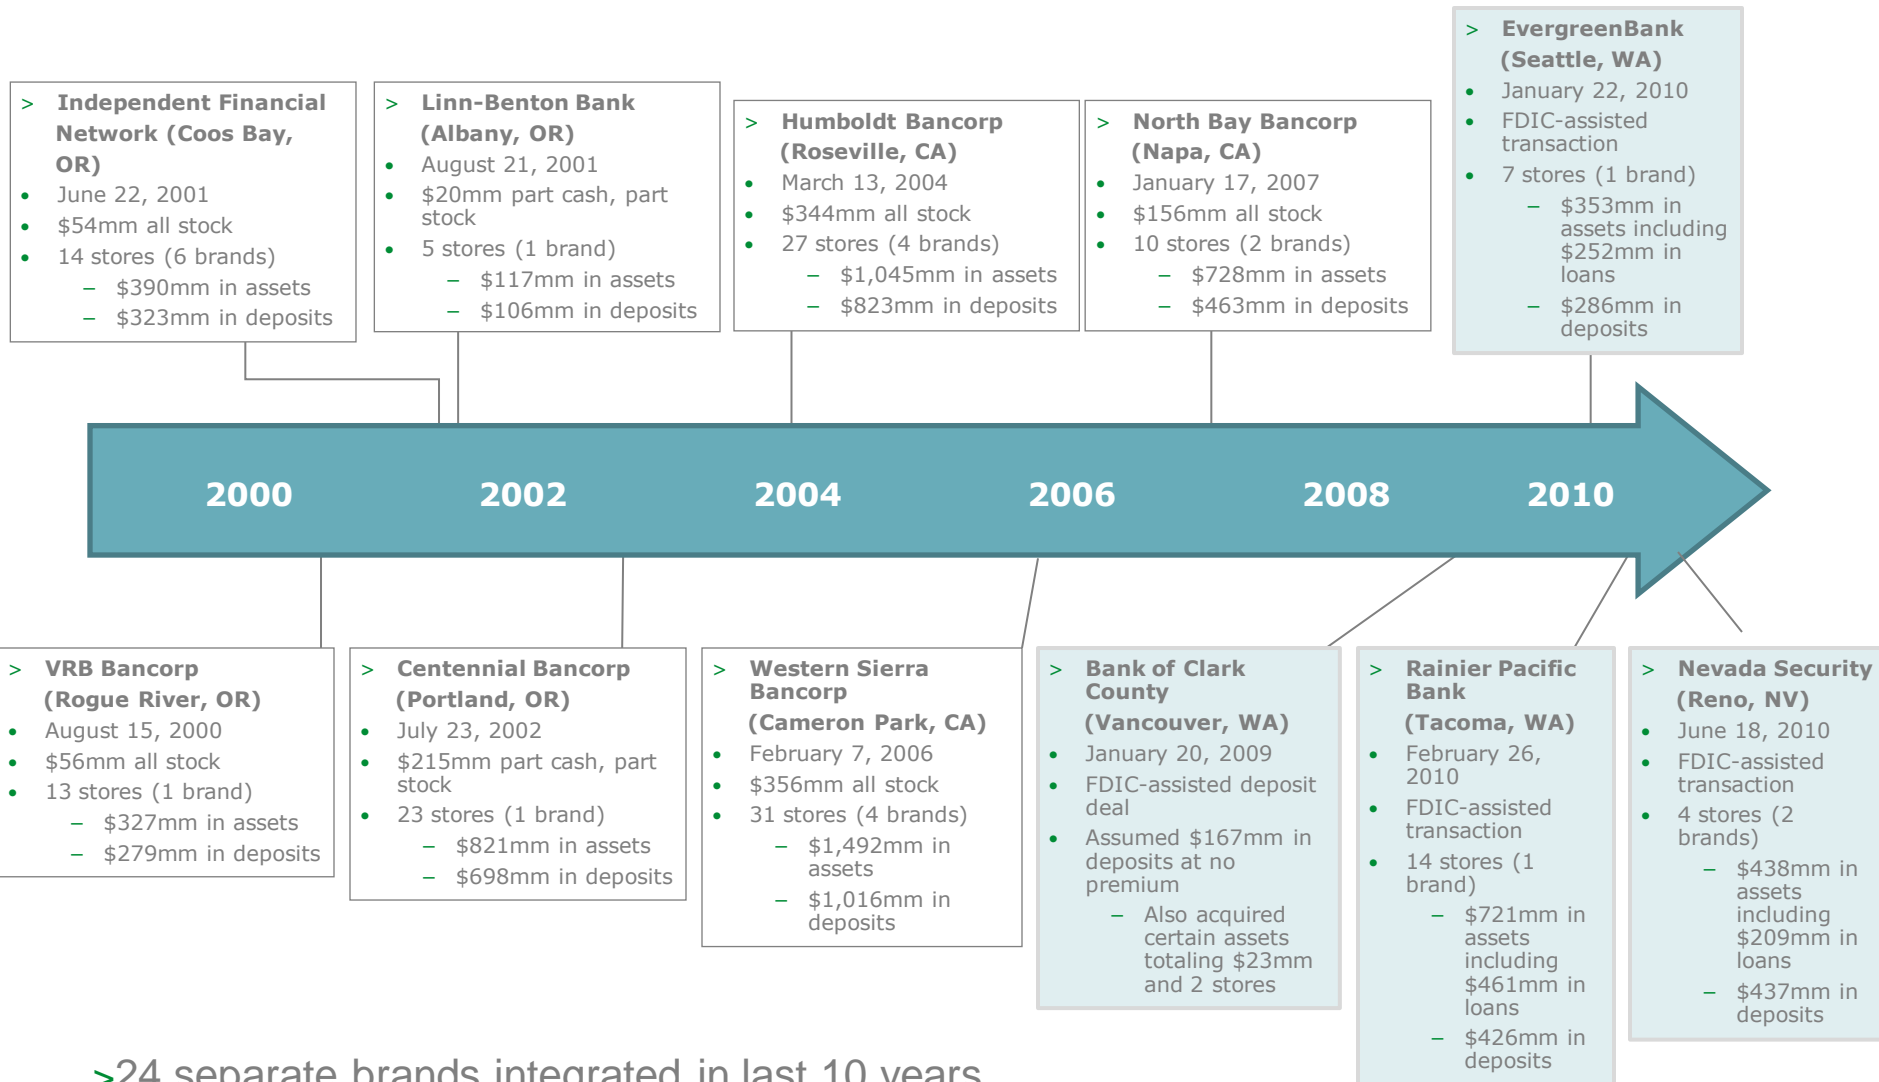 > Independent Financial
Network (Coos Bay,
OR)
• June 22, 2001
• $54mm all stock
• 14 stores (6 brands)
– $390mm in assets
– $323mm in deposits
> Linn-Benton Bank
(Albany, OR)
• August 21, 2001
• $20mm part cash, part
stock
• 5 stores (1 brand)
– $117mm in assets
– $106mm in deposits
> Humboldt Bancorp
(Roseville, CA)
• March 13, 2004
• $344mm all stock
• 27 stores (4 brands)
– $1,045mm in assets
– $823mm in deposits
> North Bay Bancorp
(Napa, CA)
• January 17, 2007
• $156mm all stock
• 10 stores (2 brands)
– $728mm in assets
– $463mm in deposits
> EvergreenBank
(Seattle, WA)
• January 22, 2010
• FDIC-assisted
transaction
• 7 stores (1 brand)
– $353mm in
assets including
$252mm in
loans
– $286mm in
deposits
2000 2002 2004 2006 2008 2010
> VRB Bancorp
(Rogue River, OR)
• August 15, 2000
• $56mm all stock
• 13 stores (1 brand)
– $327mm in assets
– $279mm in deposits
> Centennial Bancorp
(Portland, OR)
• July 23, 2002
• $215mm part cash, part
stock
• 23 stores (1 brand)
– $821mm in assets
– $698mm in deposits
> Western Sierra
Bancorp
(Cameron Park, CA)
• February 7, 2006
• $356mm all stock
• 31 stores (4 brands)
– $1,492mm in
assets
– $1,016mm in
deposits
> Bank of Clark
County
(Vancouver, WA)
• January 20, 2009
• FDIC-assisted deposit
deal
• Assumed $167mm in
deposits at no
premium
– Also acquired
certain assets
totaling $23mm
and 2 stores
> Rainier Pacific
Bank
(Tacoma, WA)
• February 26,
2010
• FDIC-assisted
transaction
• 14 stores (1
brand)
– $721mm in
assets
including
$461mm in
loans
– $426mm in
deposits
> Nevada Security
(Reno, NV)
• June 18, 2010
• FDIC-assisted
transaction
• 4 stores (2
brands)
– $438mm in
assets
including
$209mm in
loans
– $437mm in
deposits
>24 separate brands integrated in last 10 years